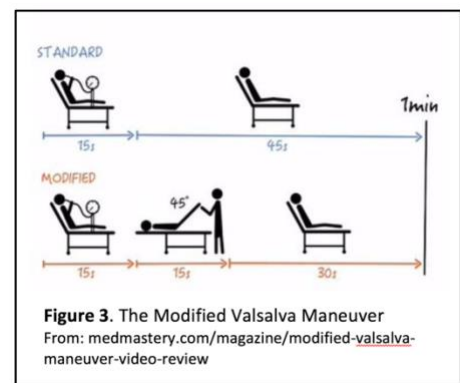 STANDARD
1min
15s
45s
MODIFIED
45°
15s
15s
30s
Figure 3. The Modified Valsalva Maneuver
From: medmastery.com/magazine/modified-valsalva-
maneuver-video-review